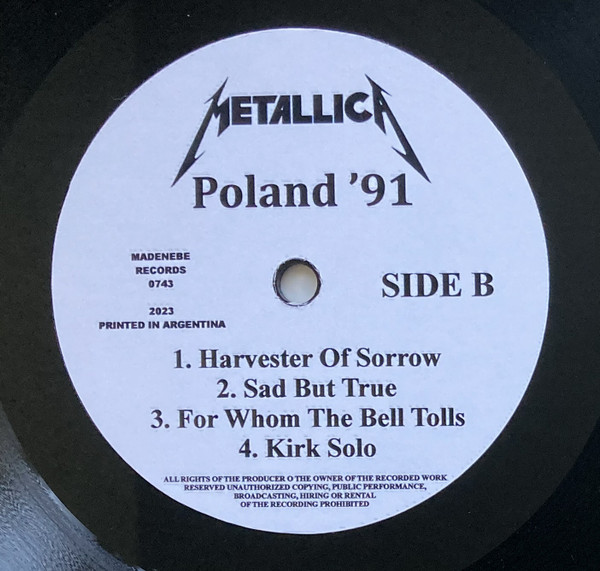 METALLICA
Poland ’91
MADENEBE
RECORDS
0743
2023
PRINTED IN ARGENTINA
SIDE B
1. Harvester Of Sorrow
2. Sad But True
3. For Whom The Bell Tolls
4. Kirk Solo
ALL RIGHTS OF THE PRODUCER O THE OWNER OF THE RECORDED WORK
RESERVED UNAUTHORIZED COPYING, PUBLIC PERFORMANCE,
BROADCASTING, HIRING OR RENTAL
OF THE RECORDING PROHIBITED